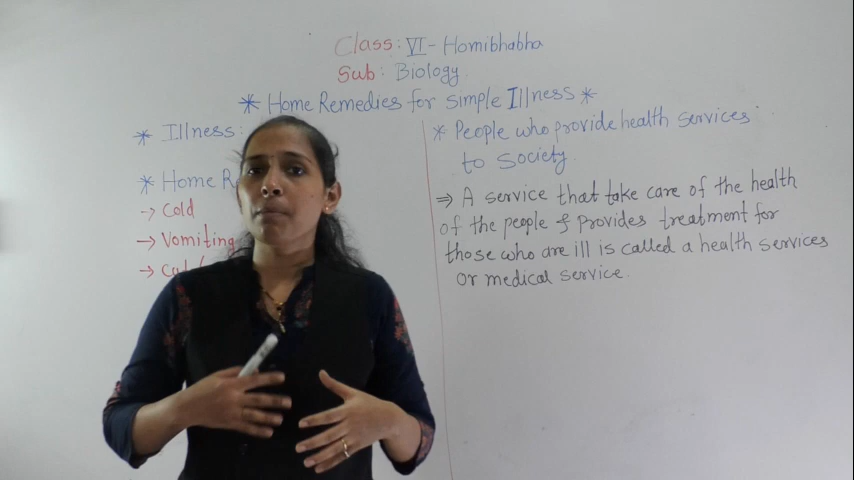 Class: VI - Homibhabha
Sub: Biology.
* Home Remedies for simple Illness *
* Illness:
* Home R
-> Cold
-> Vomiting
-> Cut/
* People who provide health services
to society.
=> A service that take care of the health
of the people & provides treatment for
those who are ill is called a health services
or medical service.